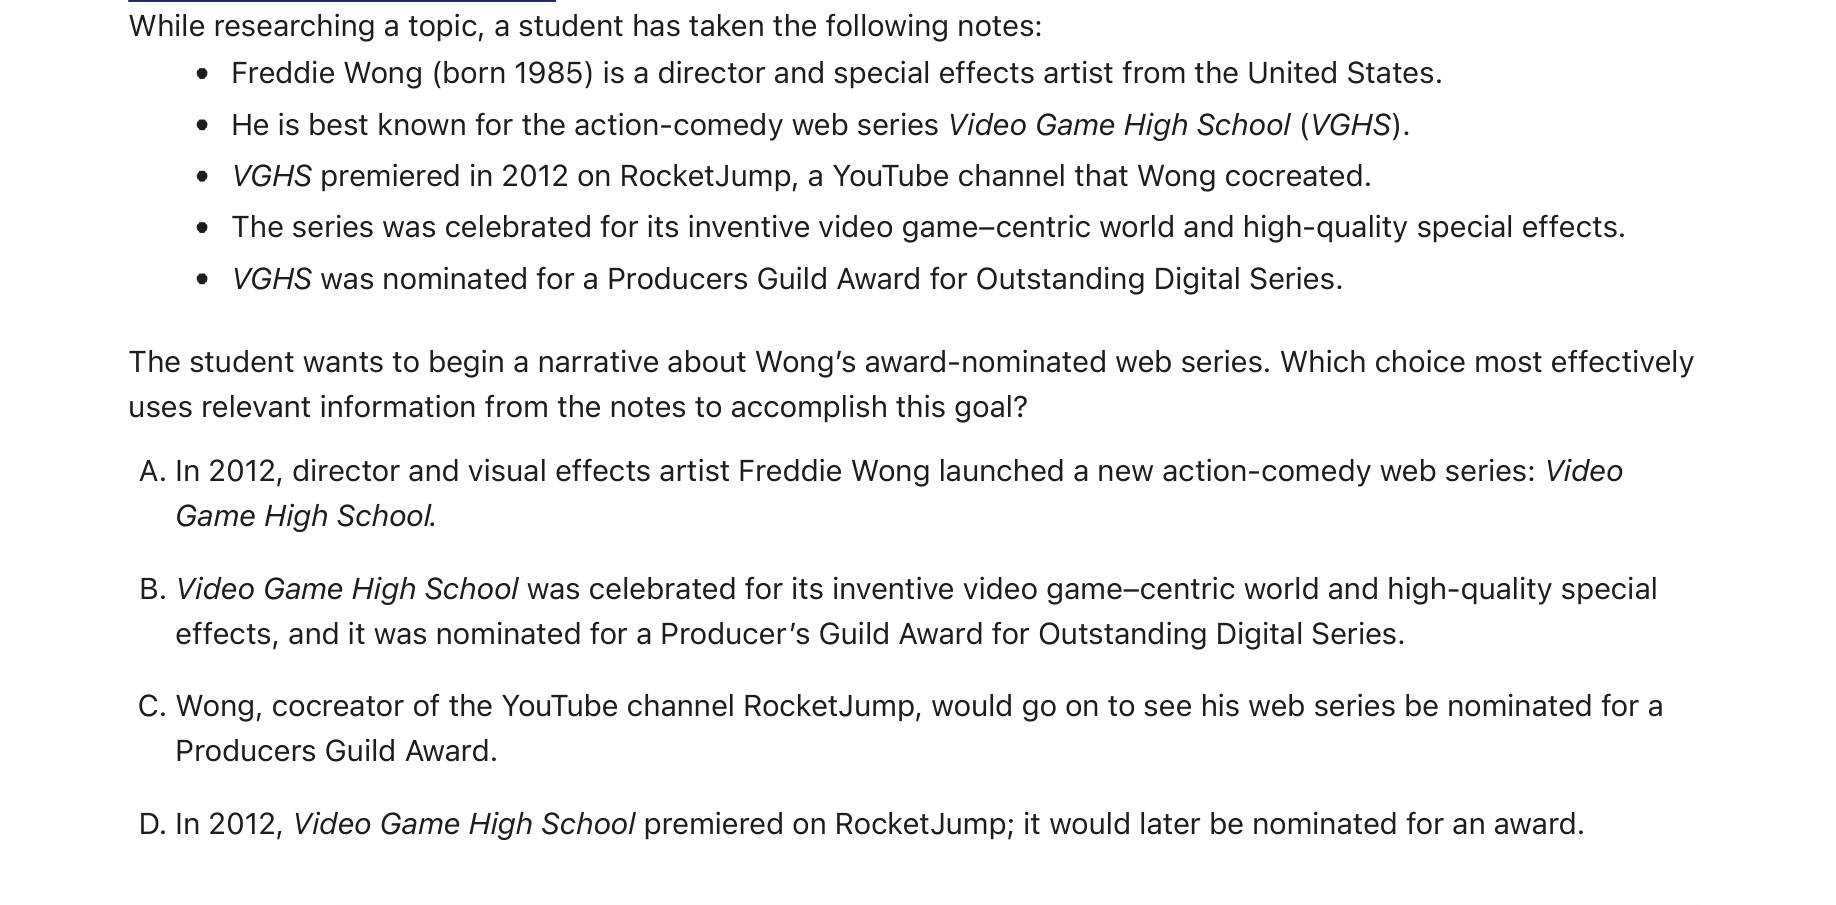 While researching a topic, a student has taken the following notes:
• Freddie Wong (born 1985) is a director and special effects artist from the United States.
• He is best known for the action-comedy web series Video Game High School (VGHS).
• VGHS premiered in 2012 on RocketJump, a YouTube channel that Wong cocreated.
• The series was celebrated for its inventive video game–centric world and high-quality special effects.
• VGHS was nominated for a Producers Guild Award for Outstanding Digital Series.
The student wants to begin a narrative about Wong’s award-nominated web series. Which choice most effectively
uses relevant information from the notes to accomplish this goal?
A. In 2012, director and visual effects artist Freddie Wong launched a new action-comedy web series: Video
Game High School.
B. Video Game High School was celebrated for its inventive video game–centric world and high-quality special
effects, and it was nominated for a Producer’s Guild Award for Outstanding Digital Series.
C. Wong, cocreator of the YouTube channel RocketJump, would go on to see his web series be nominated for a
Producers Guild Award.
D. In 2012, Video Game High School premiered on RocketJump; it would later be nominated for an award.